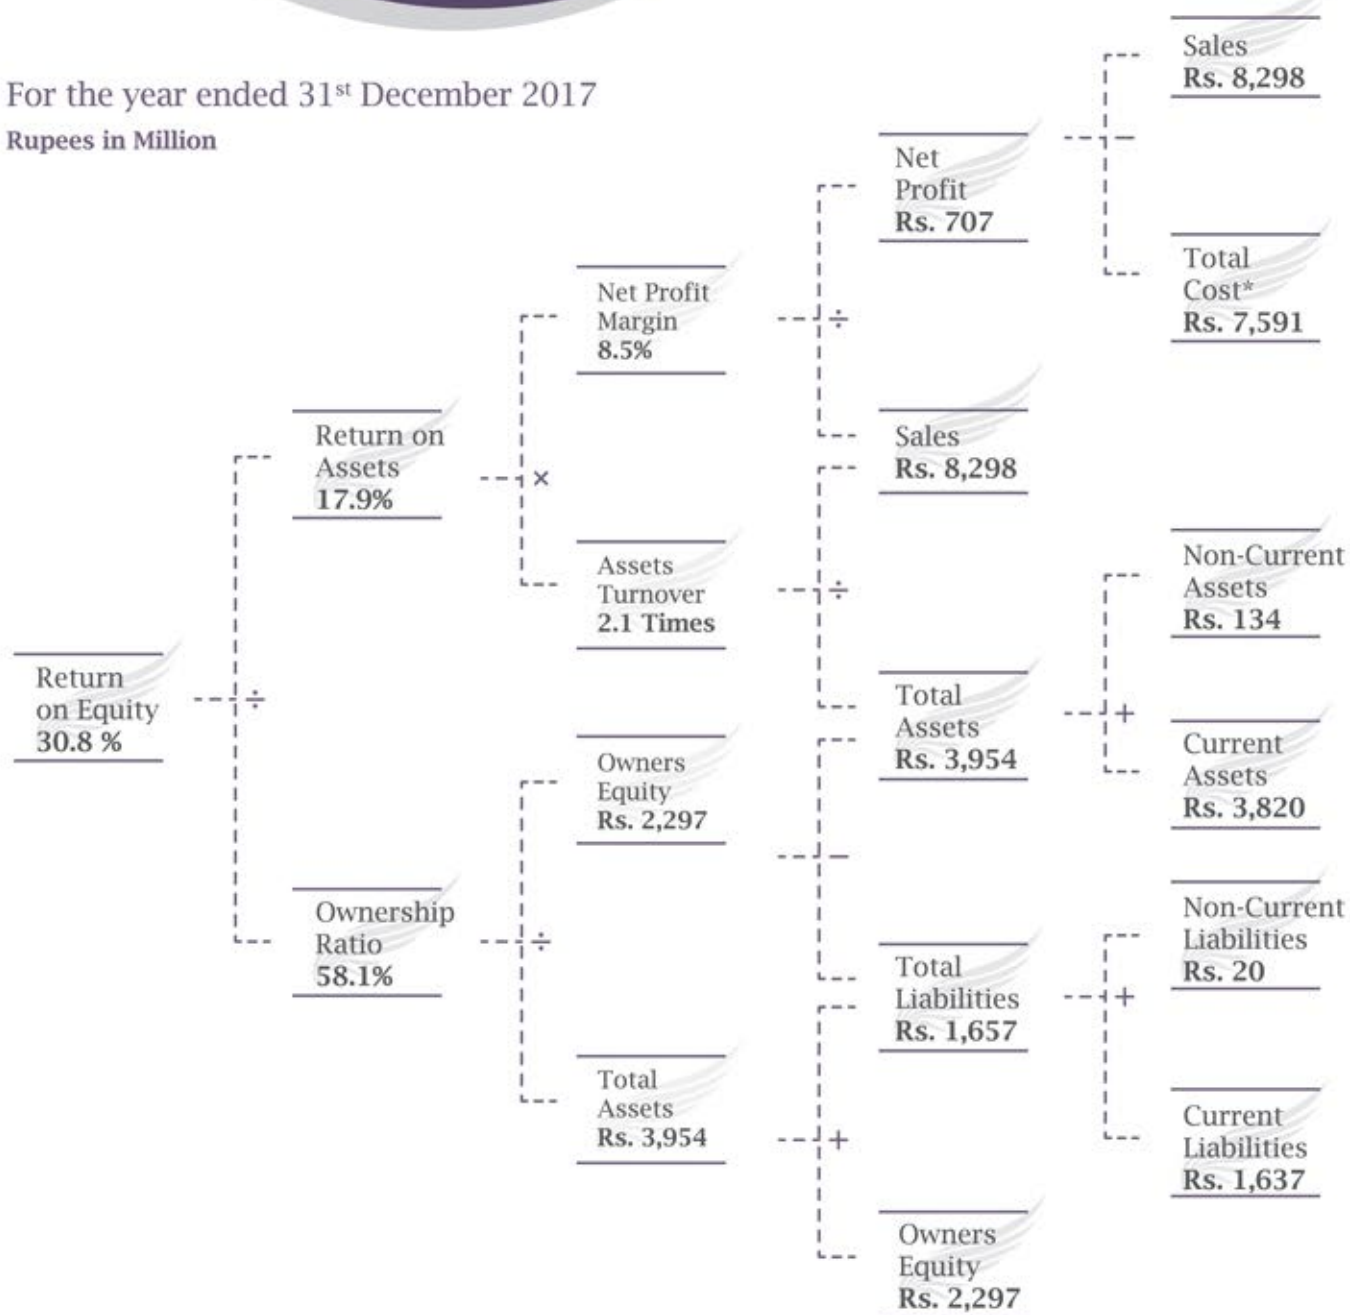 For the year ended 31st December 2017
Rupees in Million
Return
on Equity
30.8 %
÷
Return on
Assets
17.9%
×
Ownership
Ratio
58.1%
÷
Net Profit
Margin
8.5%
÷
Assets
Turnover
2.1 Times
÷
Owners
Equity
Rs. 2,297
−
Total
Assets
Rs. 3,954
+
Net
Profit
Rs. 707
−
Sales
Rs. 8,298
Total
Assets
Rs. 3,954
+
Total
Liabilities
Rs. 1,657
+
Owners
Equity
Rs. 2,297
Sales
Rs. 8,298
Total
Cost*
Rs. 7,591
Non-Current
Assets
Rs. 134
Current
Assets
Rs. 3,820
Non-Current
Liabilities
Rs. 20
Current
Liabilities
Rs. 1,637